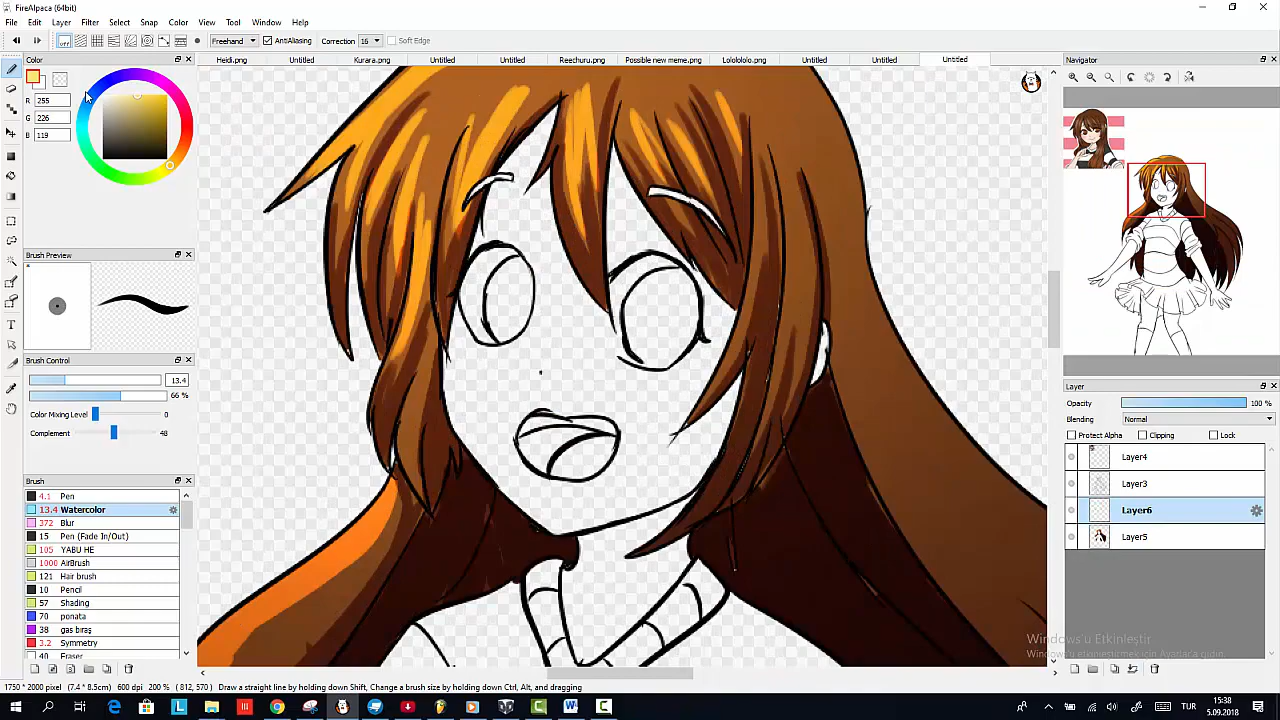 FireAlpaca (64bit)
File Edit Layer Filter Select Snap Color View Tool Window Help
off Freehand AntiAliasing Correction 16 Soft Edge
Color
Heidi.png Untitled Kurara.png Untitled Untitled Reechuru.png Possible new meme.png Lolololo.png Untitled Untitled Untitled
Navigator
R 255
G 226
B 119
Brush Preview
Brush Control
13.4
66 %
Color Mixing Level 0
Complement 48
Brush
4.1 Pen
13.4 Watercolor
372 Blur
15 Pen (Fade In/Out)
105 YABU HE
1000 AirBrush
121 Hair brush
10 Pencil
57 Shading
70 ponata
38 gas biraş
3.2 Symmetry
40 Eraser
Layer
Opacity 100 %
Blending Normal
Protect Alpha Clipping Lock
Layer4
Layer3
Layer6
Layer5
Windows'u Etkinleştir
Windows'u etkinleştirmek için Ayarlar'a gidin.
1750 * 2000 pixel (7.4 * 8.5cm) 600 dpi 200 % ( 812, 570 ) Draw a straight line by holding down Shift, Change a brush size by holding down Ctrl, Alt, and dragging
TUR
15:38
5.09.2018